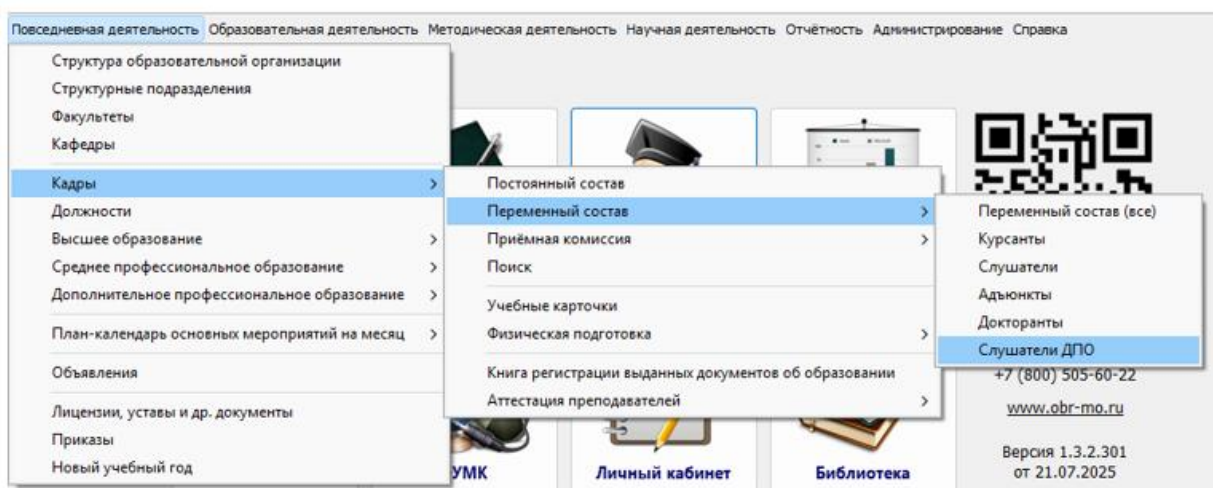 Повседневная деятельность Образовательная деятельность Методическая деятельность Научная деятельность Отчётность Администрирование Справка
Структура образовательной организации
Структурные подразделения
Факультеты
Кафедры
Кадры
Должности
Высшее образование
Среднее профессиональное образование
Дополнительное профессиональное образование
План-календарь основных мероприятий на месяц
Объявления
Лицензии, уставы и др. документы
Приказы
Новый учебный год
Постоянный состав
Переменный состав
Приёмная комиссия
Поиск
Учебные карточки
Физическая подготовка
Книга регистрации выданных документов об образовании
Аттестация преподавателей
Переменный состав (все)
Курсанты
Слушатели
Адъюнкты
Докторанты
Слушатели ДПО
+7 (800) 505-60-22
www.obr-mo.ru
Версия 1.3.2.301
от 21.07.2025
УМК
Личный кабинет
Библиотека